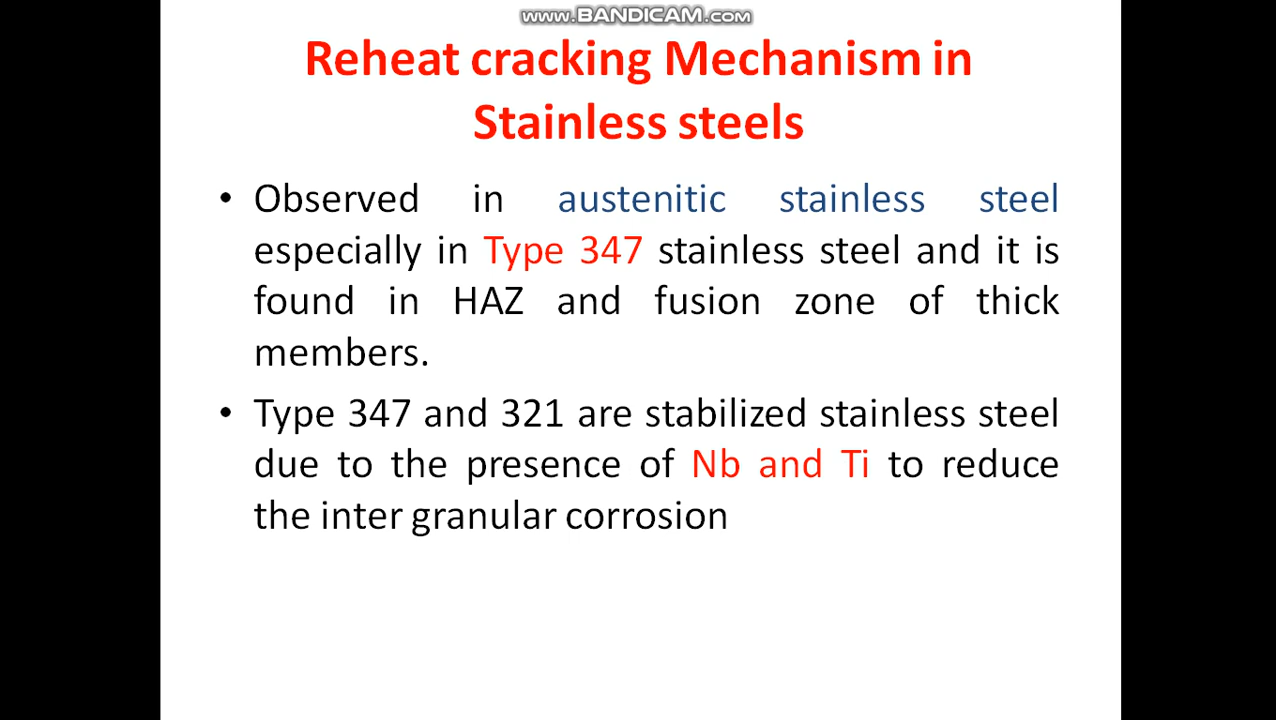 www.BANDICAM.com
Reheat cracking Mechanism in
Stainless steels
• Observed in austenitic stainless steel
especially in Type 347 stainless steel and it is
found in HAZ and fusion zone of thick
members.
• Type 347 and 321 are stabilized stainless steel
due to the presence of Nb and Ti to reduce
the inter granular corrosion